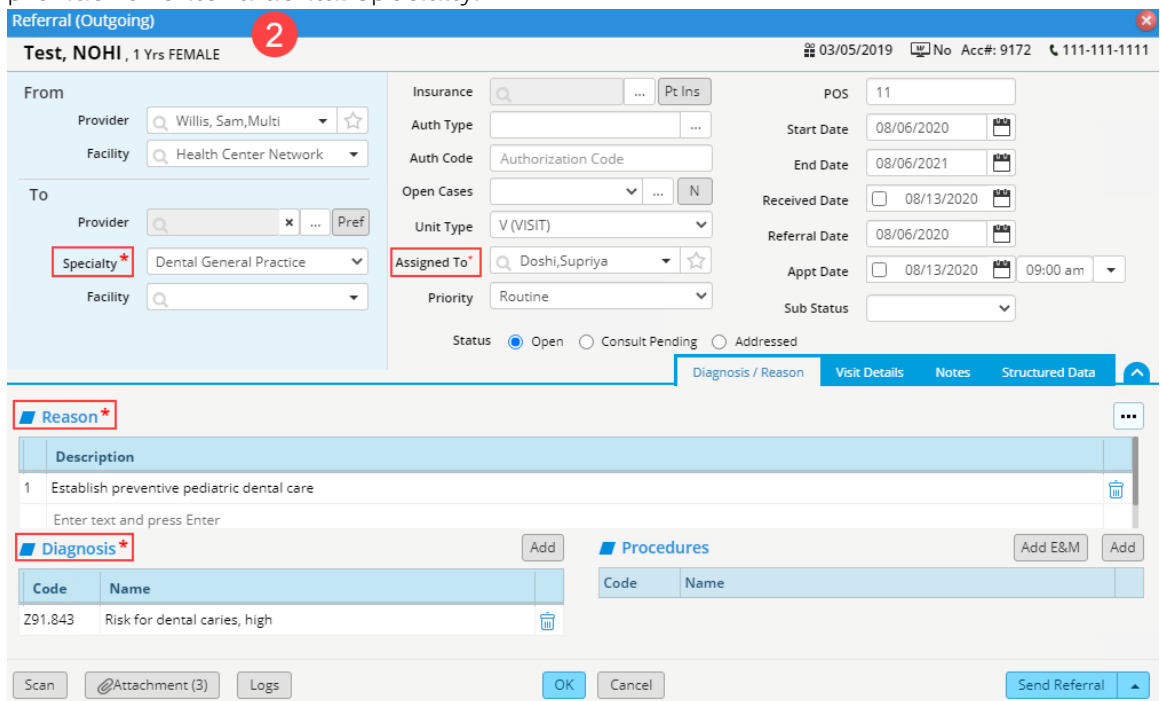 Referral (Outgoing)
2
Test, NOHI , 1 Yrs FEMALE
03/05/2019 No Acc#: 9172 111-111-1111
From
Provider Willis, Sam,Multi
Facility Health Center Network
To
Provider Pref
Specialty* Dental General Practice
Facility
Insurance ... Pt Ins
Auth Type ...
Auth Code Authorization Code
Open Cases ... N
Unit Type V (VISIT)
Assigned To* Doshi,Supriya
Priority Routine
POS 11
Start Date 08/06/2020
End Date 08/06/2021
Received Date 08/13/2020
Referral Date 08/06/2020
Appt Date 08/13/2020 09:00 am
Sub Status
Status Open Consult Pending Addressed
Diagnosis / Reason Visit Details Notes Structured Data
Reason*
Description
1 Establish preventive pediatric dental care
Enter text and press Enter
Diagnosis* Add
Code Name
Z91.843 Risk for dental caries, high
Procedures Add E&M Add
Code Name
Scan Attachment (3) Logs OK Cancel Send Referral